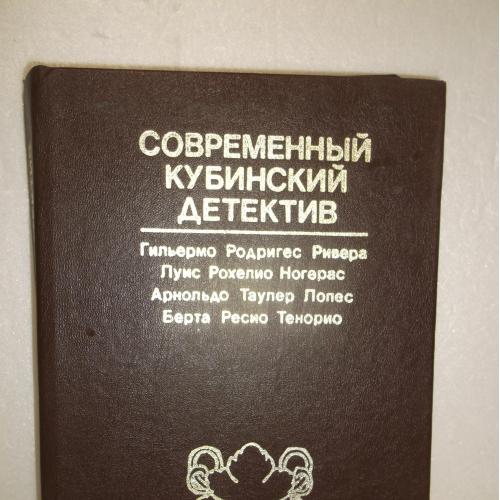 СОВРЕМЕННЫЙ
КУБИНСКИЙ
ДЕТЕКТИВ
Гильермо Родригес Ривера
Луис Рохелио Ногерас
Арнольдо Таулер Лопес
Берта Ресио Тенорио